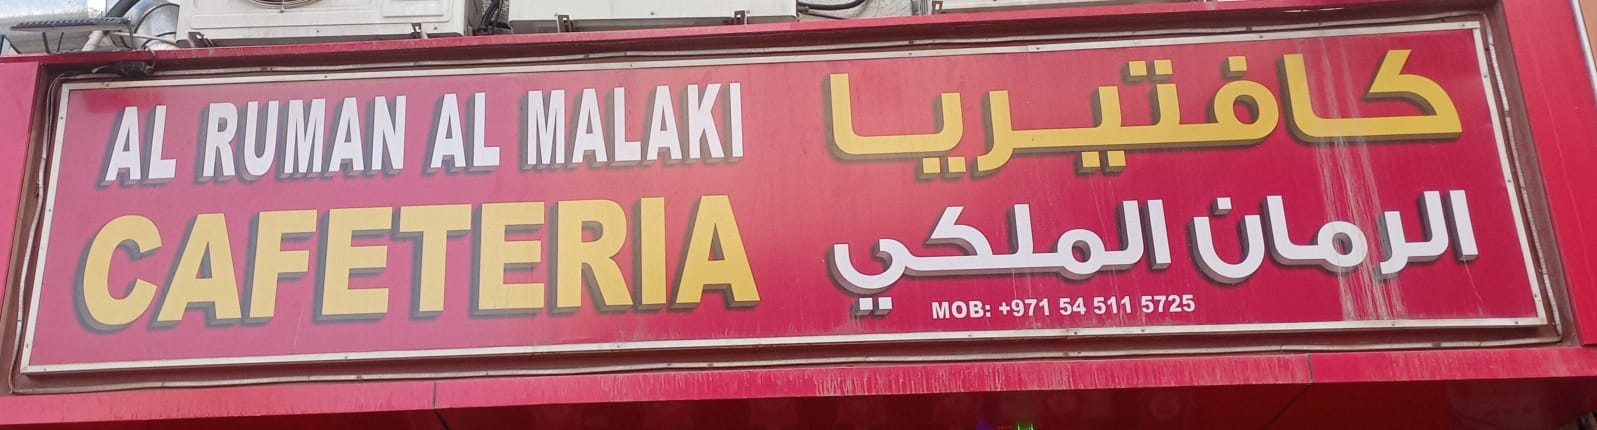 AL RUMAN AL MALAKI
CAFETERIA
كافتيريا
الرمان الملكي
MOB: +971 54 511 5725